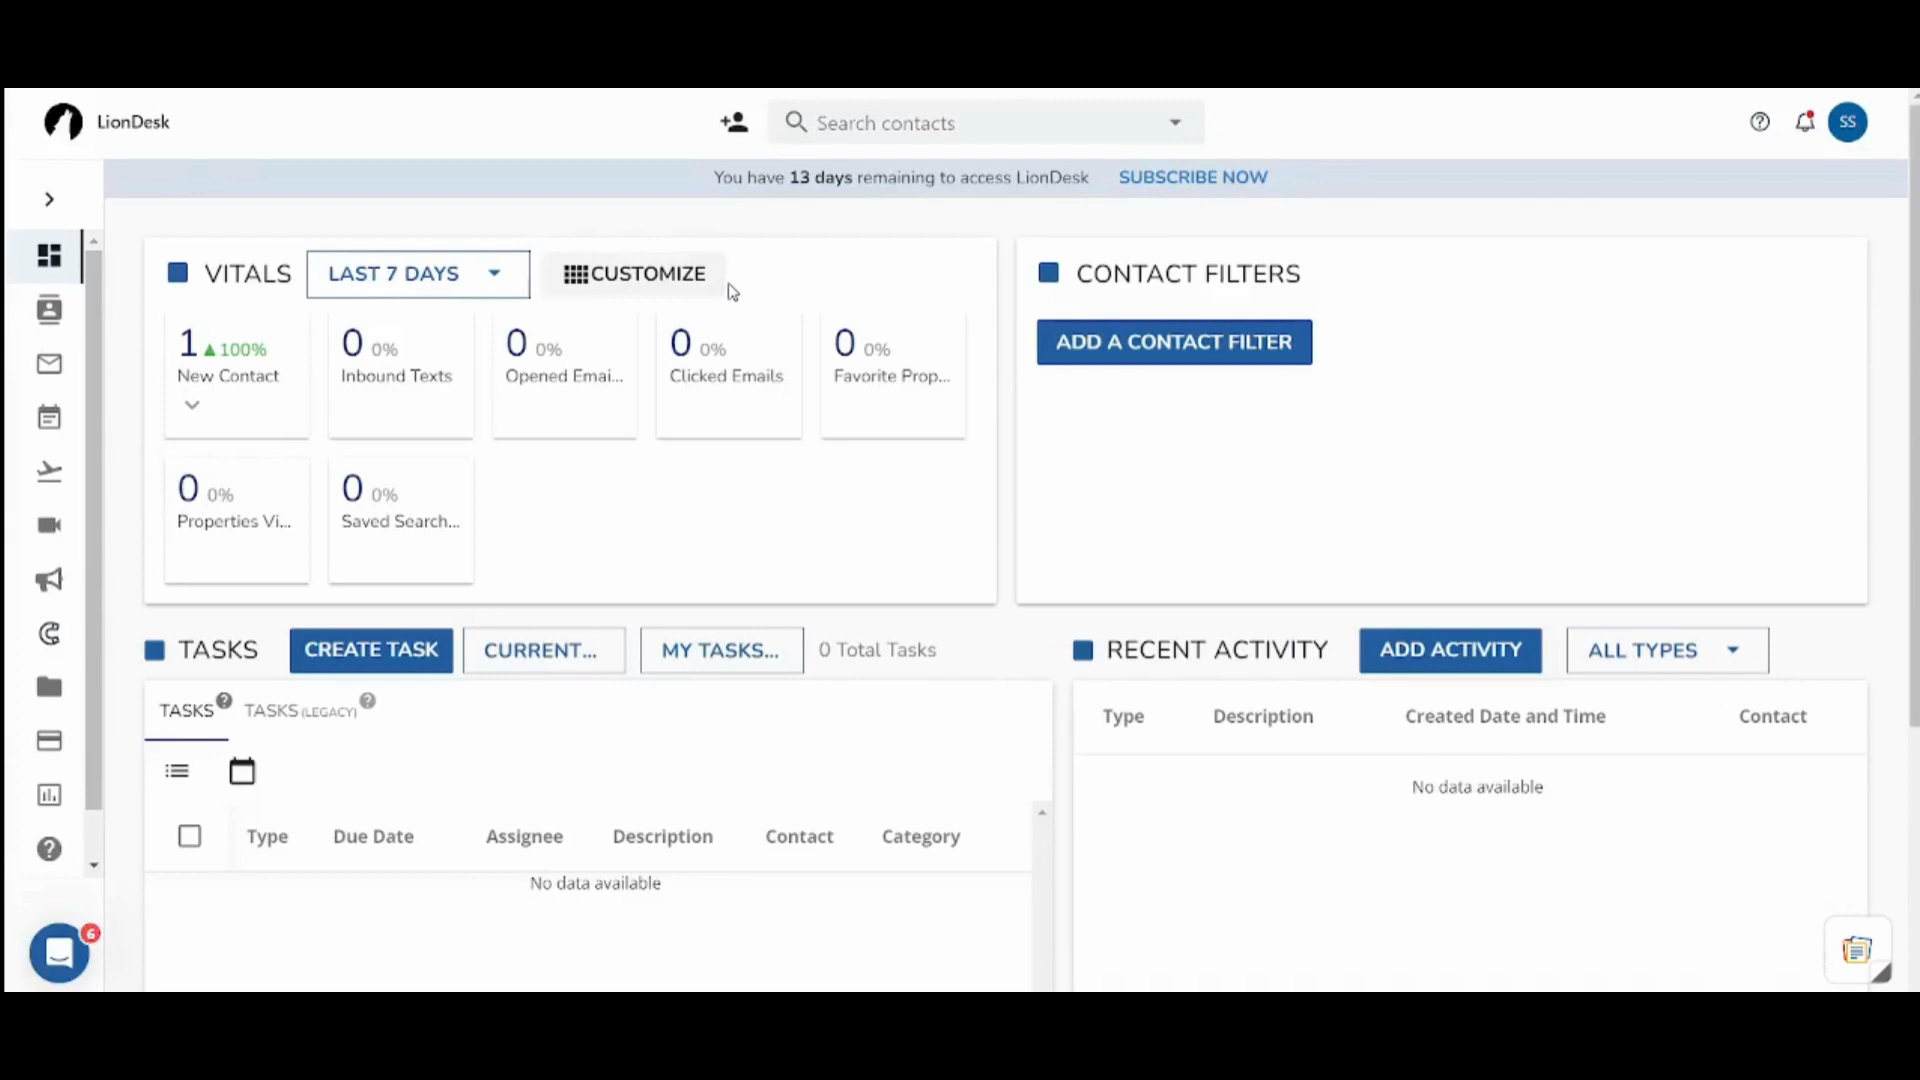 LionDesk
Search contacts
SS
You have 13 days remaining to access LionDesk SUBSCRIBE NOW
VITALS LAST 7 DAYS CUSTOMIZE
CONTACT FILTERS
ADD A CONTACT FILTER
1 100% 0 0% 0 0% 0 0% 0 0%
New Contact Inbound Texts Opened Emai... Clicked Emails Favorite Prop...
0 0% 0 0%
Properties Vi... Saved Search...
TASKS CREATE TASK CURRENT... MY TASKS... 0 Total Tasks
RECENT ACTIVITY ADD ACTIVITY ALL TYPES
TASKS ? TASKS (LEGACY) ?
Type Description Created Date and Time Contact
No data available
Type Due Date Assignee Description Contact Category
No data available
6